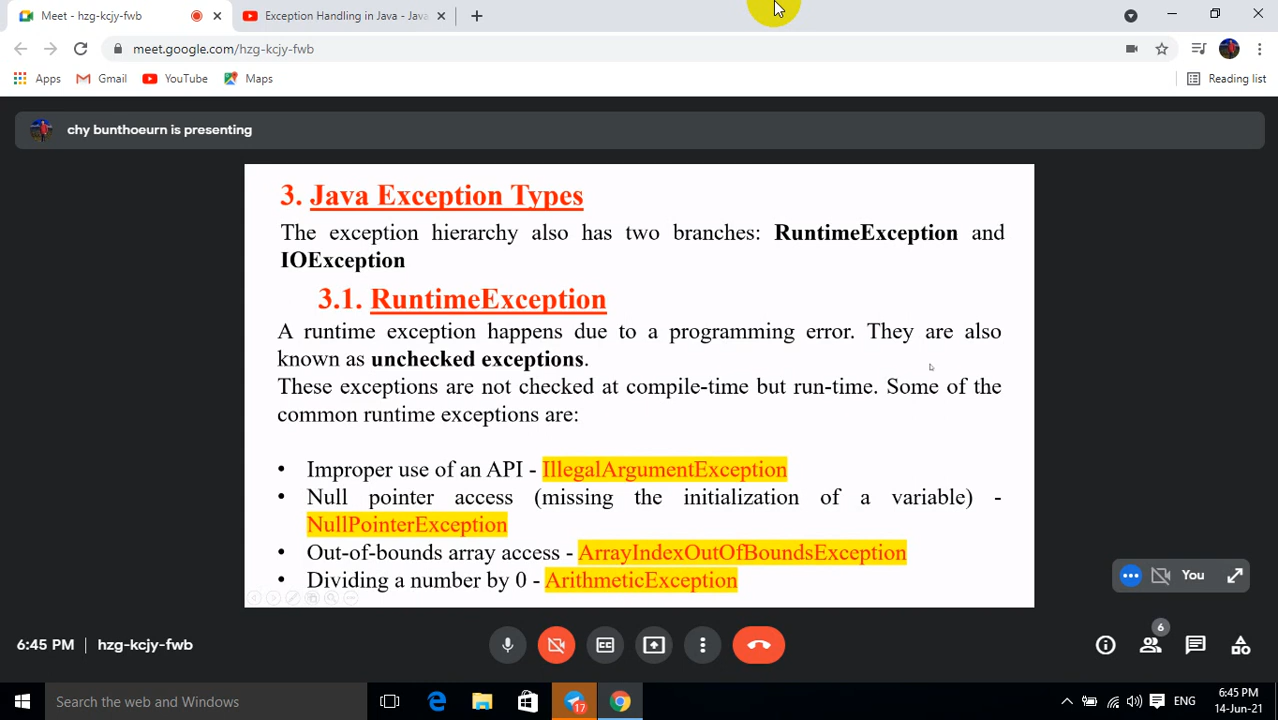 Meet - hzg-kcjy-fwb
Exception Handling in Java - Java
meet.google.com/hzg-kcjy-fwb
Apps
Gmail
YouTube
Maps
Reading list
chy bunthoeurn is presenting
3. Java Exception Types
The exception hierarchy also has two branches: RuntimeException and
IOException
3.1. RuntimeException
A runtime exception happens due to a programming error. They are also
known as unchecked exceptions.
These exceptions are not checked at compile-time but run-time. Some of the
common runtime exceptions are:
• Improper use of an API - IllegalArgumentException
• Null pointer access (missing the initialization of a variable) -
NullPointerException
• Out-of-bounds array access - ArrayIndexOutOfBoundsException
• Dividing a number by 0 - ArithmeticException
You
6:45 PM | hzg-kcjy-fwb
6
Search the web and Windows
17
ENG
6:45 PM
14-Jun-21